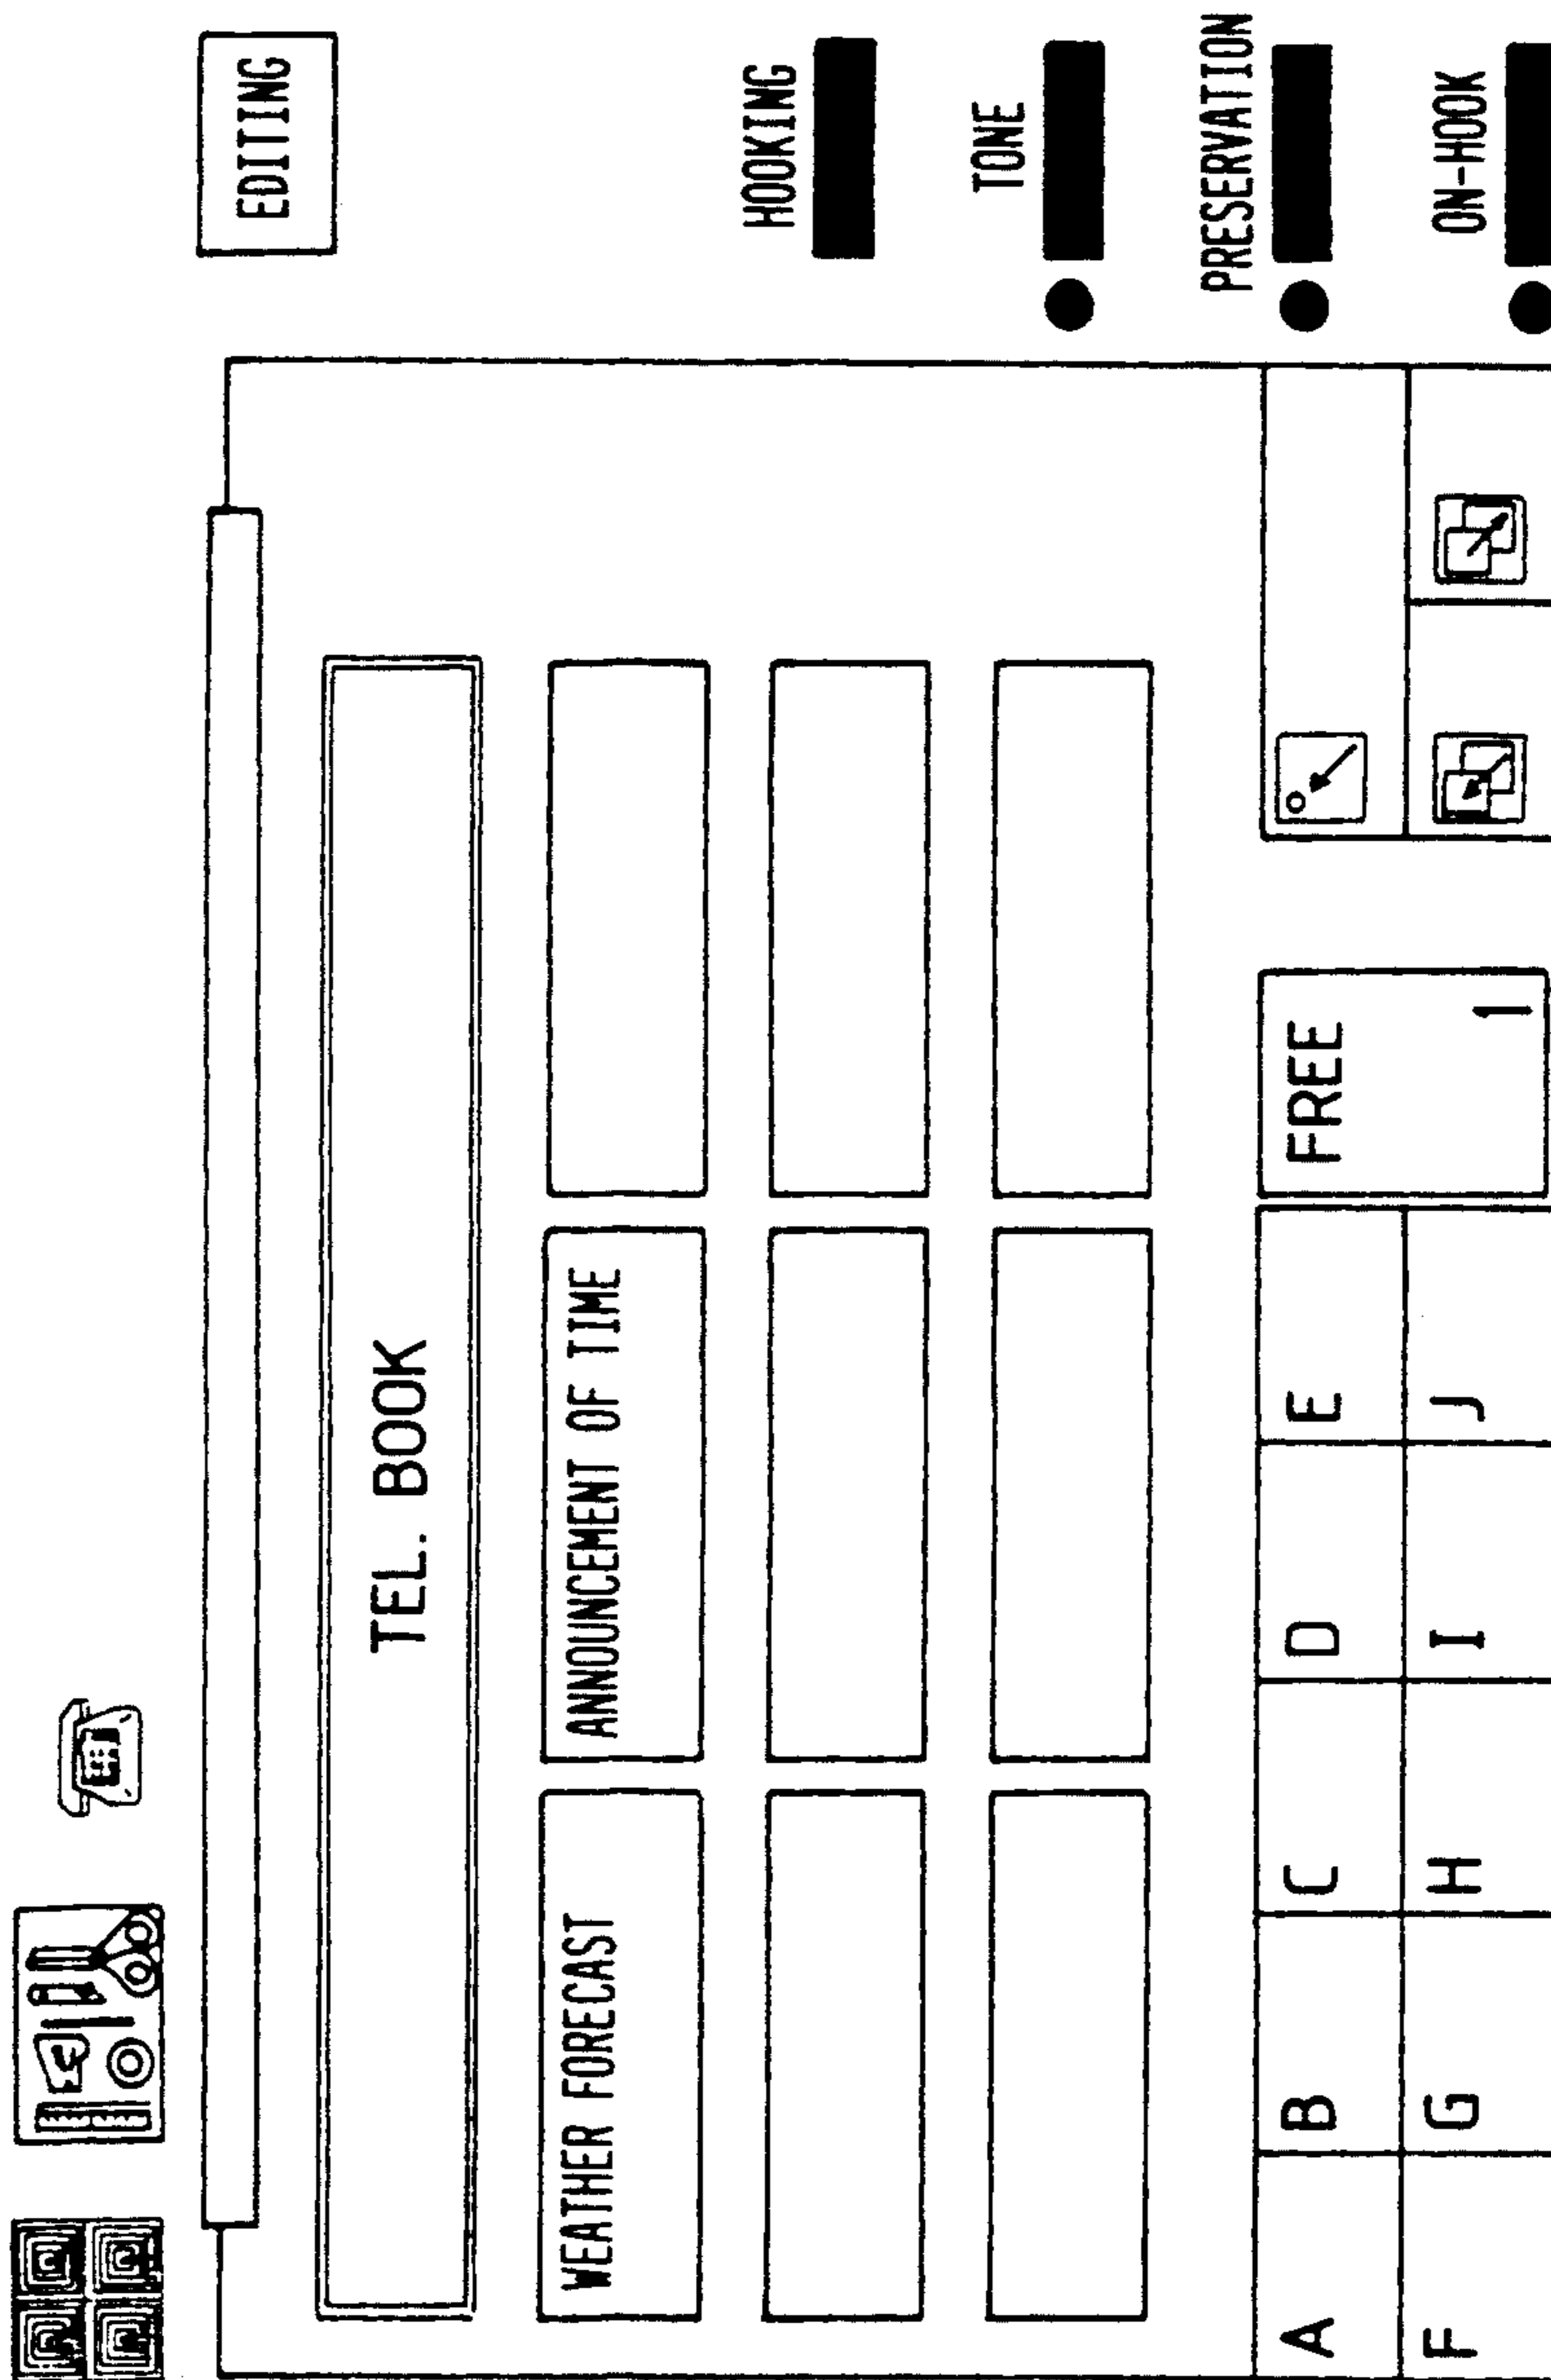 EDITING
TEL. BOOK
WEATHER FORECAST
ANNOUNCEMENT OF TIME
HOOKING
TONE
PRESERVATION
ON-HOOK
A B C D E
FREE
1
F G H I J